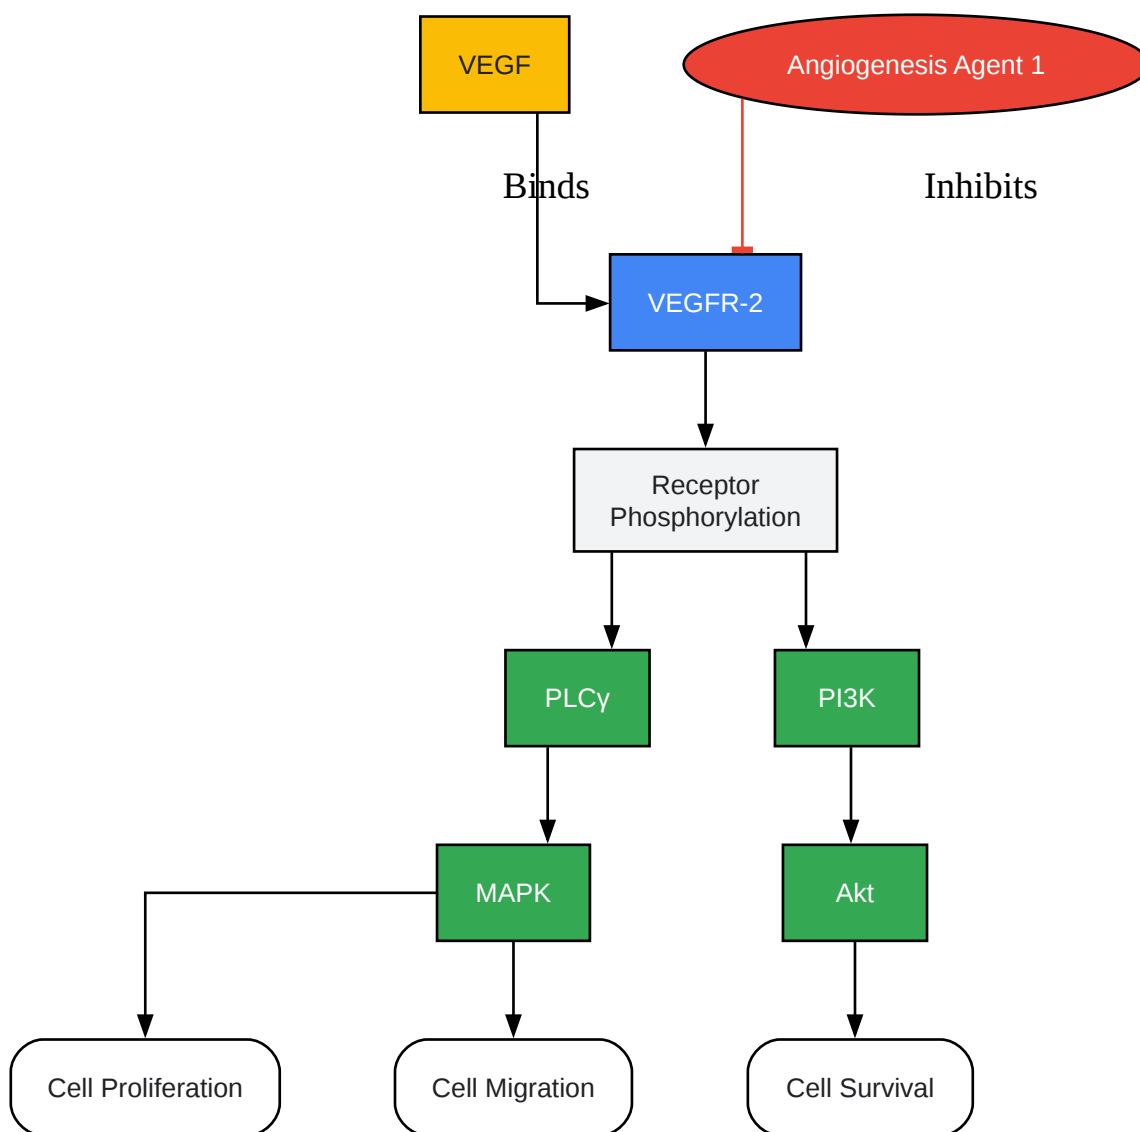 VEGF
Angiogenesis Agent 1
Binds
Inhibits
VEGFR-2
Receptor
Phosphorylation
PLCγ
PI3K
MAPK
Akt
Cell Proliferation
Cell Migration
Cell Survival